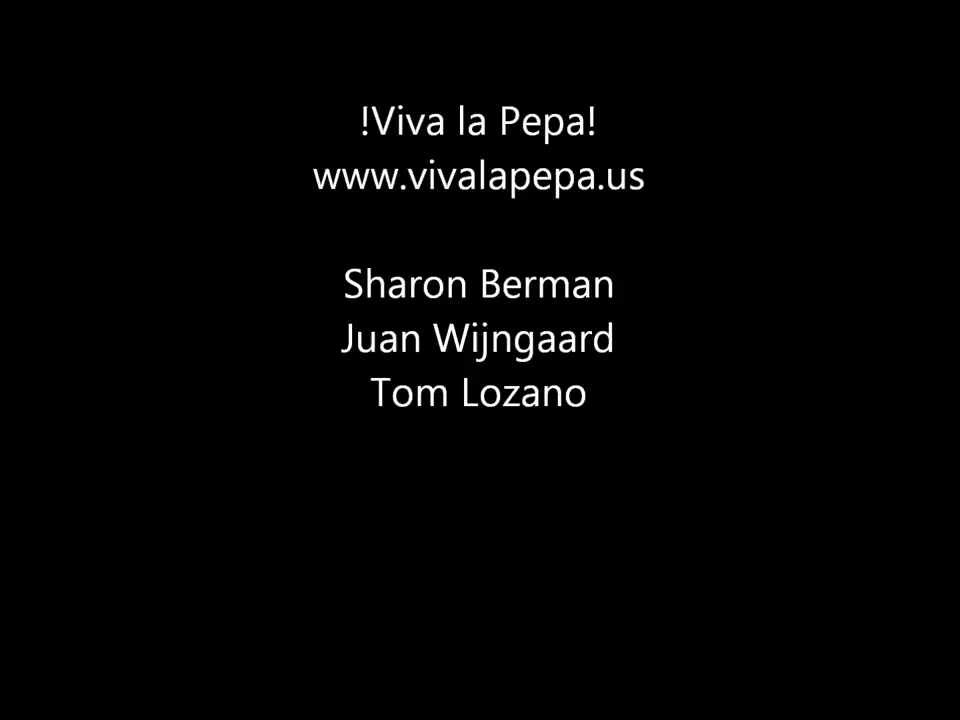 !Viva la Pepa!
www.vivalapepa.us
Sharon Berman
Juan Wijngaard
Tom Lozano